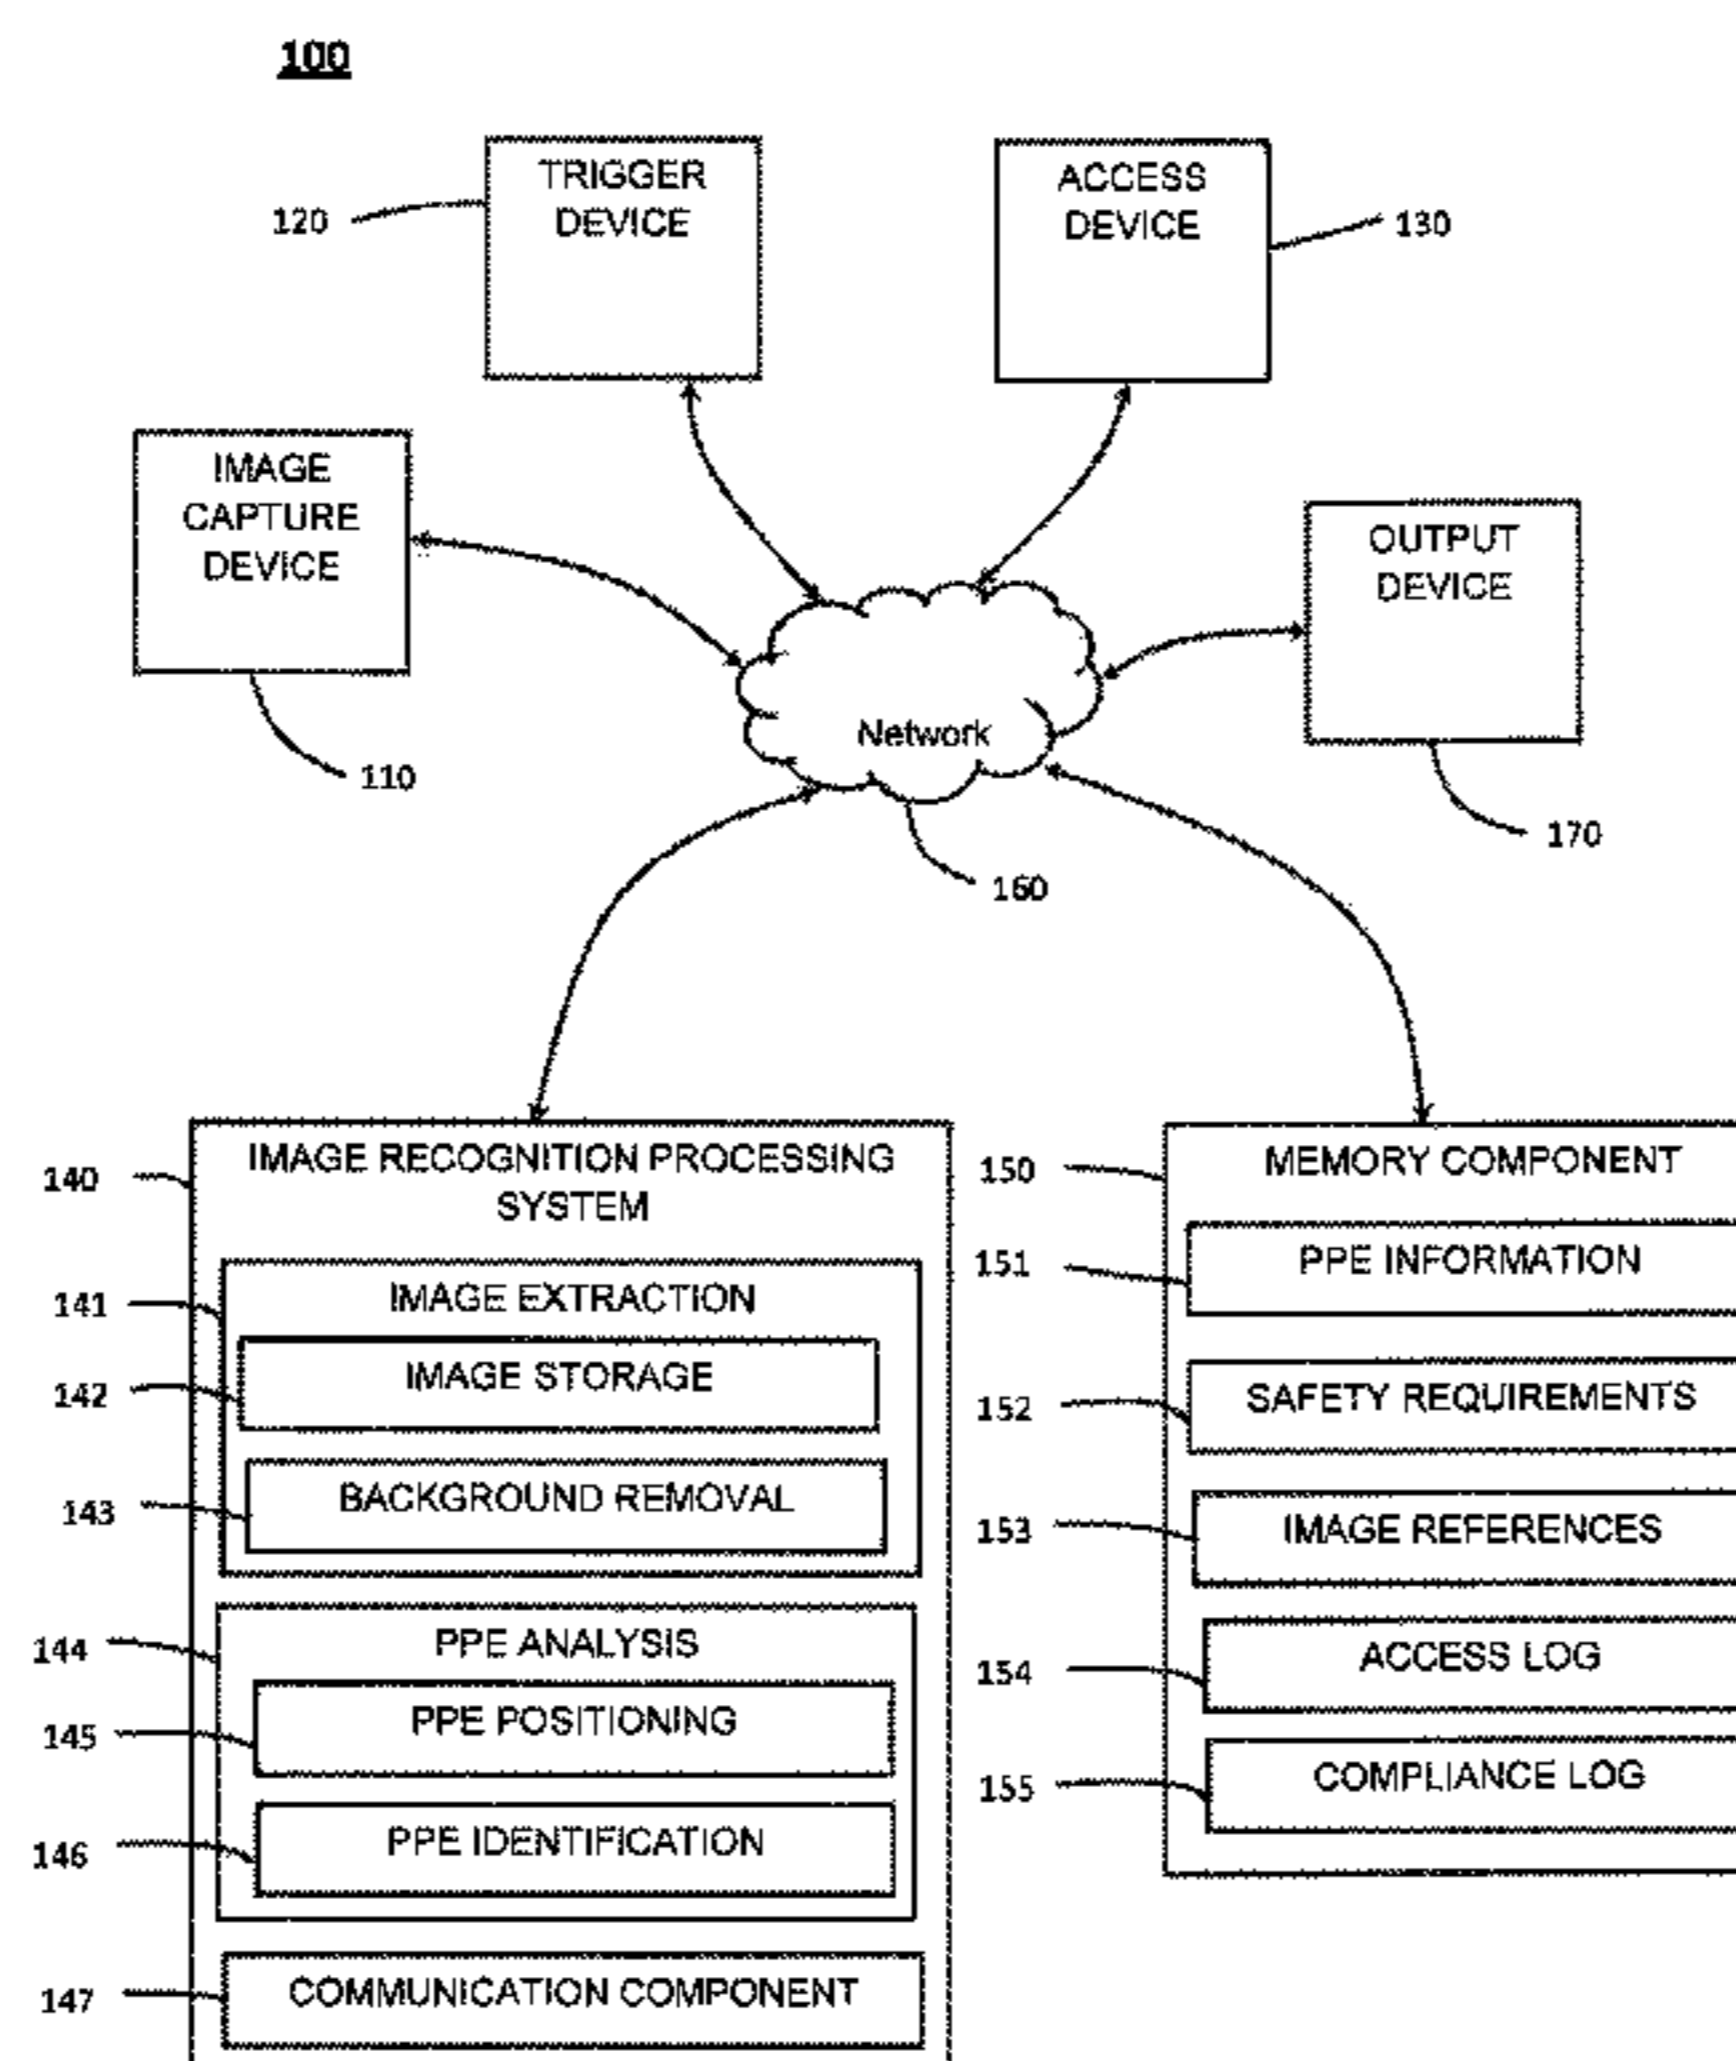 100
TRIGGER
DEVICE
120
ACCESS
DEVICE
130
IMAGE
CAPTURE
DEVICE
110
OUTPUT
DEVICE
170
Network
160
140
IMAGE RECOGNITION PROCESSING
SYSTEM
141
IMAGE EXTRACTION
142
IMAGE STORAGE
143
BACKGROUND REMOVAL
144
PPE ANALYSIS
145
PPE POSITIONING
146
PPE IDENTIFICATION
147
COMMUNICATION COMPONENT
150
MEMORY COMPONENT
151
PPE INFORMATION
152
SAFETY REQUIREMENTS
153
IMAGE REFERENCES
154
ACCESS LOG
155
COMPLIANCE LOG